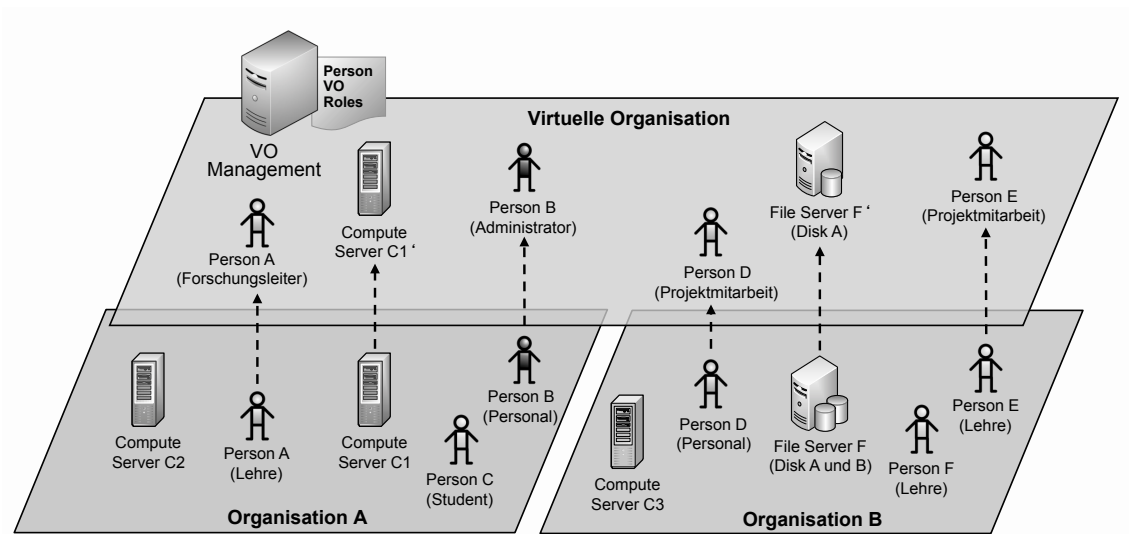 Person
VO
Roles
Virtuelle Organisation
VO
Management
Person A
(Forschungsleiter)
Compute
Server C1 ‘
Person B
(Administrator)
Person D
(Projektmitarbeit)
File Server F ‘
(Disk A)
Person E
(Projektmitarbeit)
Compute
Server C2
Person A
(Lehre)
Compute
Server C1
Person C
(Student)
Person B
(Personal)
Organisation A
Compute
Server C3
Person D
(Personal)
File Server F
(Disk A und B)
Person F
(Lehre)
Person E
(Lehre)
Organisation B